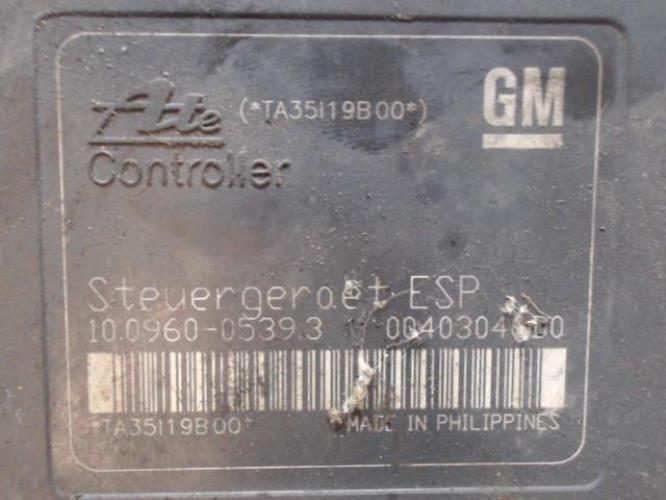 Ate (*TA35I19B00*) GM
Controller
Steuergeraet ESP
10.0960-0539.3
*TA35I19B00* MADE IN PHILIPPINES